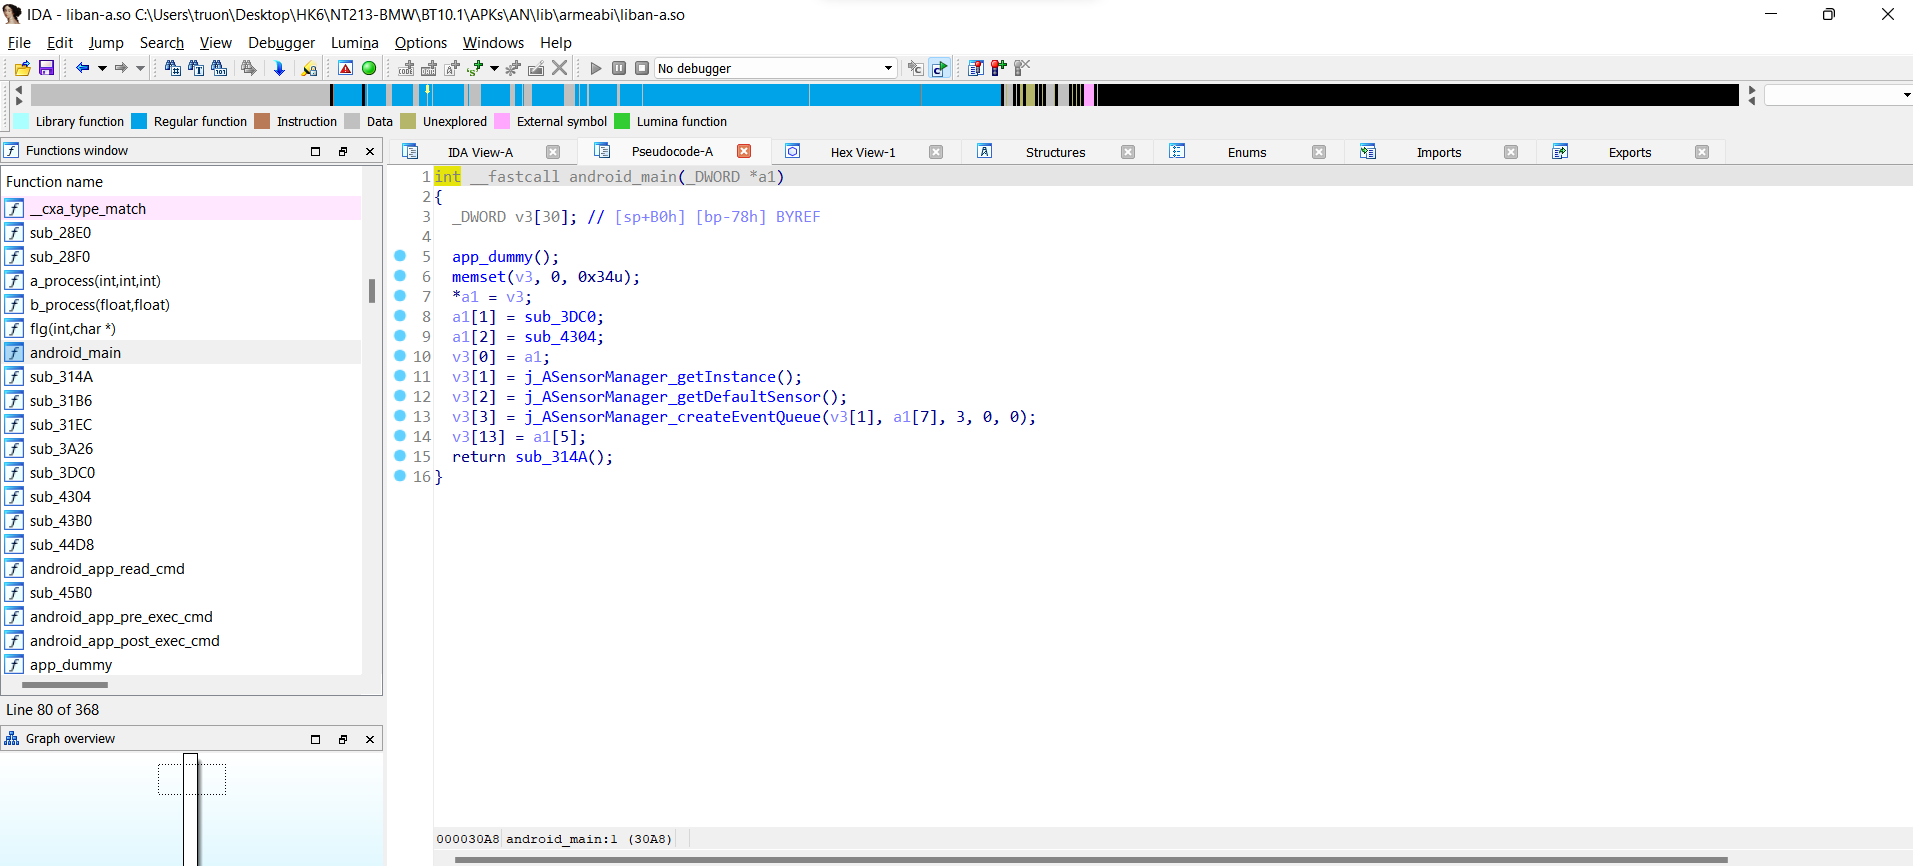 IDA - liban-a.so C:\Users\truon\Desktop\HK6\NT213-BMW\BT10.1\APKs\AN\lib\armeabi\liban-a.so
File Edit Jump Search View Debugger Lumina Options Windows Help
No debugger
Library function Regular function Instruction Data Unexplored External symbol Lumina function
Functions window
Function name
__cxa_type_match
sub_28E0
sub_28F0
a_process(int,int,int)
b_process(float,float)
flg(int,char *)
android_main
sub_314A
sub_31B6
sub_31EC
sub_3A26
sub_3DC0
sub_4304
sub_43B0
sub_44D8
android_app_read_cmd
sub_45B0
android_app_pre_exec_cmd
android_app_post_exec_cmd
app_dummy
Line 80 of 368
Graph overview
IDA View-A Pseudocode-A Hex View-1 Structures Enums Imports Exports
1 int __fastcall android_main(_DWORD *a1)
2 {
3 _DWORD v3[30]; // [sp+B0h] [bp-78h] BYREF
4
5 app_dummy();
6 memset(v3, 0, 0x34u);
7 *a1 = v3;
8 a1[1] = sub_3DC0;
9 a1[2] = sub_4304;
10 v3[0] = a1;
11 v3[1] = j_ASensorManager_getInstance();
12 v3[2] = j_ASensorManager_getDefaultSensor();
13 v3[3] = j_ASensorManager_createEventQueue(v3[1], a1[7], 3, 0, 0);
14 v3[13] = a1[5];
15 return sub_314A();
16 }
000030A8 android_main:1 (30A8)